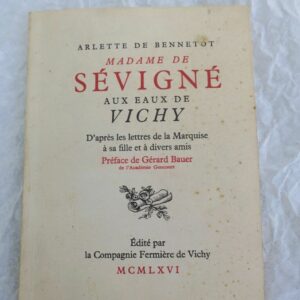 ARLETTE DE BENNETOT
MADAME DE
SÉVIGNÉ
AUX EAUX DE
VICHY
D'après les lettres de la Marquise
à sa fille et à divers amis
Préface de Gérard Bauer
de l'Académie Goncourt
Édité par
la Compagnie Fermière de Vichy
MCMLXVI